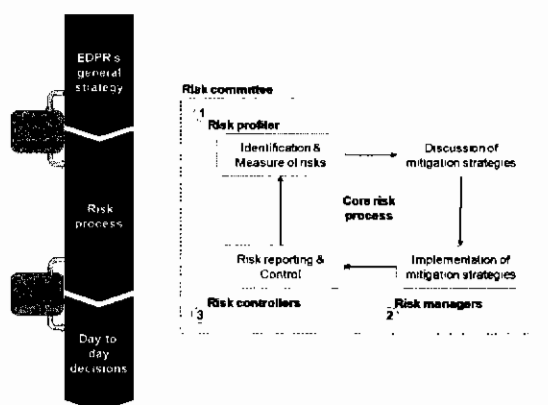 EDPR's
general
strategy
Risk
process
Day to
day
decisions
Risk committee
1
Risk profiler
Identification &
Measure of risks
Discussion of
mitigation strategies
Core risk
process
Risk reporting &
Control
Implementation of
mitigation strategies
Risk controllers
3
Risk managers
2